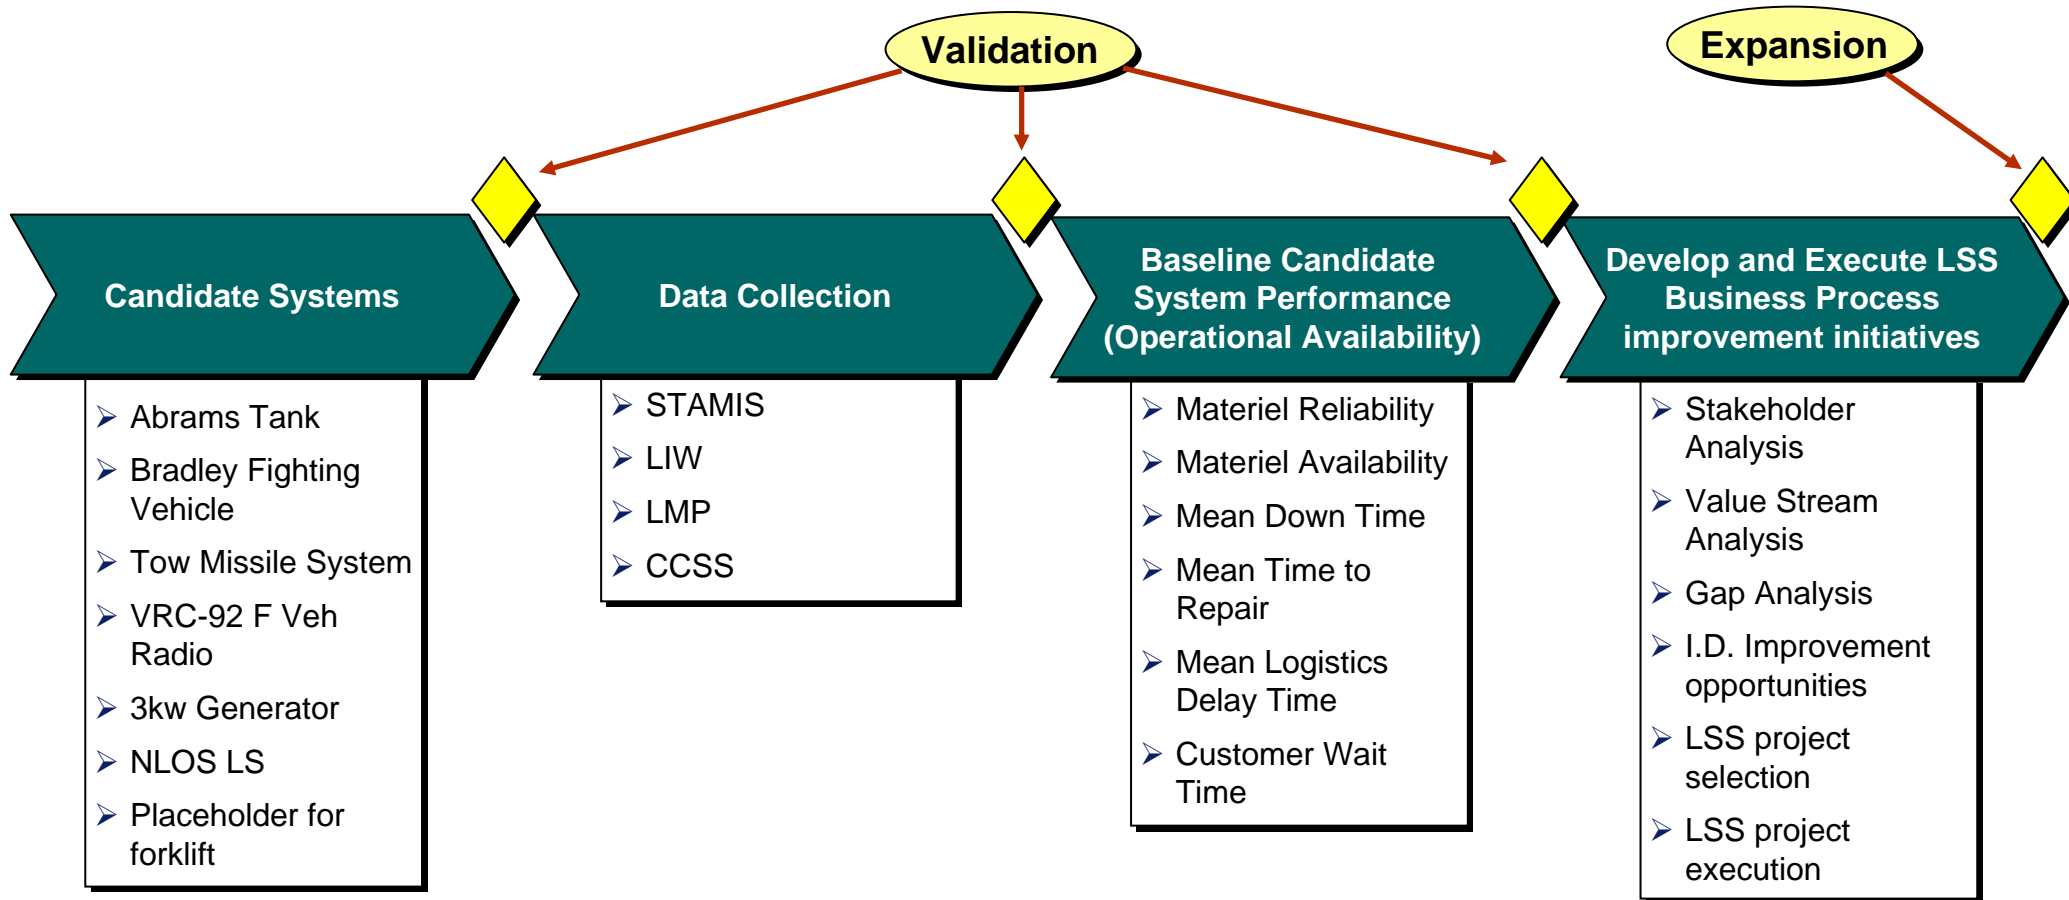 Validation
Expansion
Candidate Systems
Abrams Tank
Bradley Fighting
Vehicle
Tow Missile System
VRC-92 F Veh
Radio
3kw Generator
NLOS LS
Placeholder for
forklift
Data Collection
STAMIS
LIW
LMP
CCSS
Baseline Candidate
System Performance
(Operational Availability)
Materiel Reliability
Materiel Availability
Mean Down Time
Mean Time to
Repair
Mean Logistics
Delay Time
Customer Wait
Time
Develop and Execute LSS
Business Process
improvement initiatives
Stakeholder
Analysis
Value Stream
Analysis
Gap Analysis
I.D. Improvement
opportunities
LSS project
selection
LSS project
execution